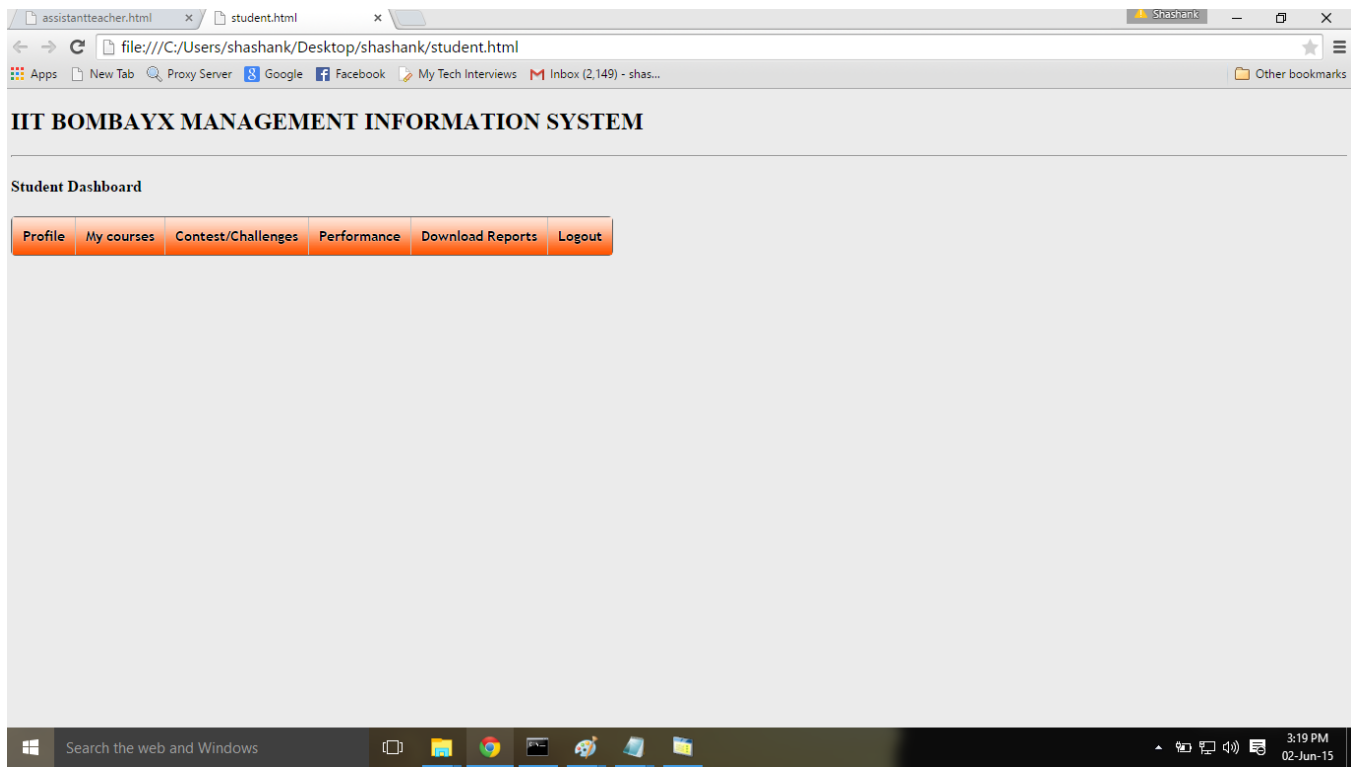 assistantteacher.html × student.html ×
Shashank
file:///C:/Users/shashank/Desktop/shashank/student.html
Apps New Tab Proxy Server Google Facebook My Tech Interviews Inbox (2,149) - shas... Other bookmarks
IIT BOMBAYX MANAGEMENT INFORMATION SYSTEM
Student Dashboard
Profile My courses Contest/Challenges Performance Download Reports Logout
Search the web and Windows
3:19 PM
02-Jun-15